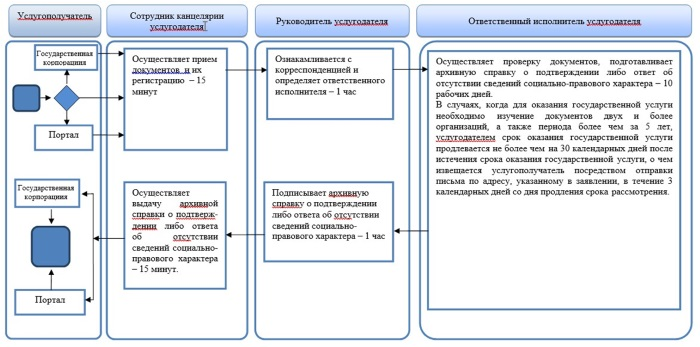 Услугополучатель
Сотрудник канцелярии
услугодателя
Руководитель услугодателя
Ответственный исполнитель услугодателя
Государственная
корпорациин
Портал
Осуществляет прием
документов и их
регистрацию – 15
минут
Ознакамливается с
корреспонденцией и
определяет ответственного
исполнителя – 1 час
Осуществляет проверку документов, подготавливает
архивную справку о подтверждении либо ответ об
отсутствии сведений социально-правового характера – 10
рабочих дней.
В случаях, когда для оказания государственной услуги
необходимо изучение документов двух и более
организаций, а также периода более чем за 5 лет,
услугодателем срок оказания государственной услуги
продлевается не более чем на 30 календарных дней после
истечения срока оказания государственной услуги, о чем
извещается услугополучатель посредством отправки
письма по адресу, указанному в заявлении, в течение 3
календарных дней со дня продления срока рассмотрения.
Государственная
корпорациин
Портал
Осуществляет
выдачу архивной
справки о подтверж-
дении либо ответа
об отсутствии
сведений социально-
правового характера
– 15 минут.
Подписывает архивную
справку о подтверждении
либо ответа об отсутствии
сведений социально-
правового характера – 1 час